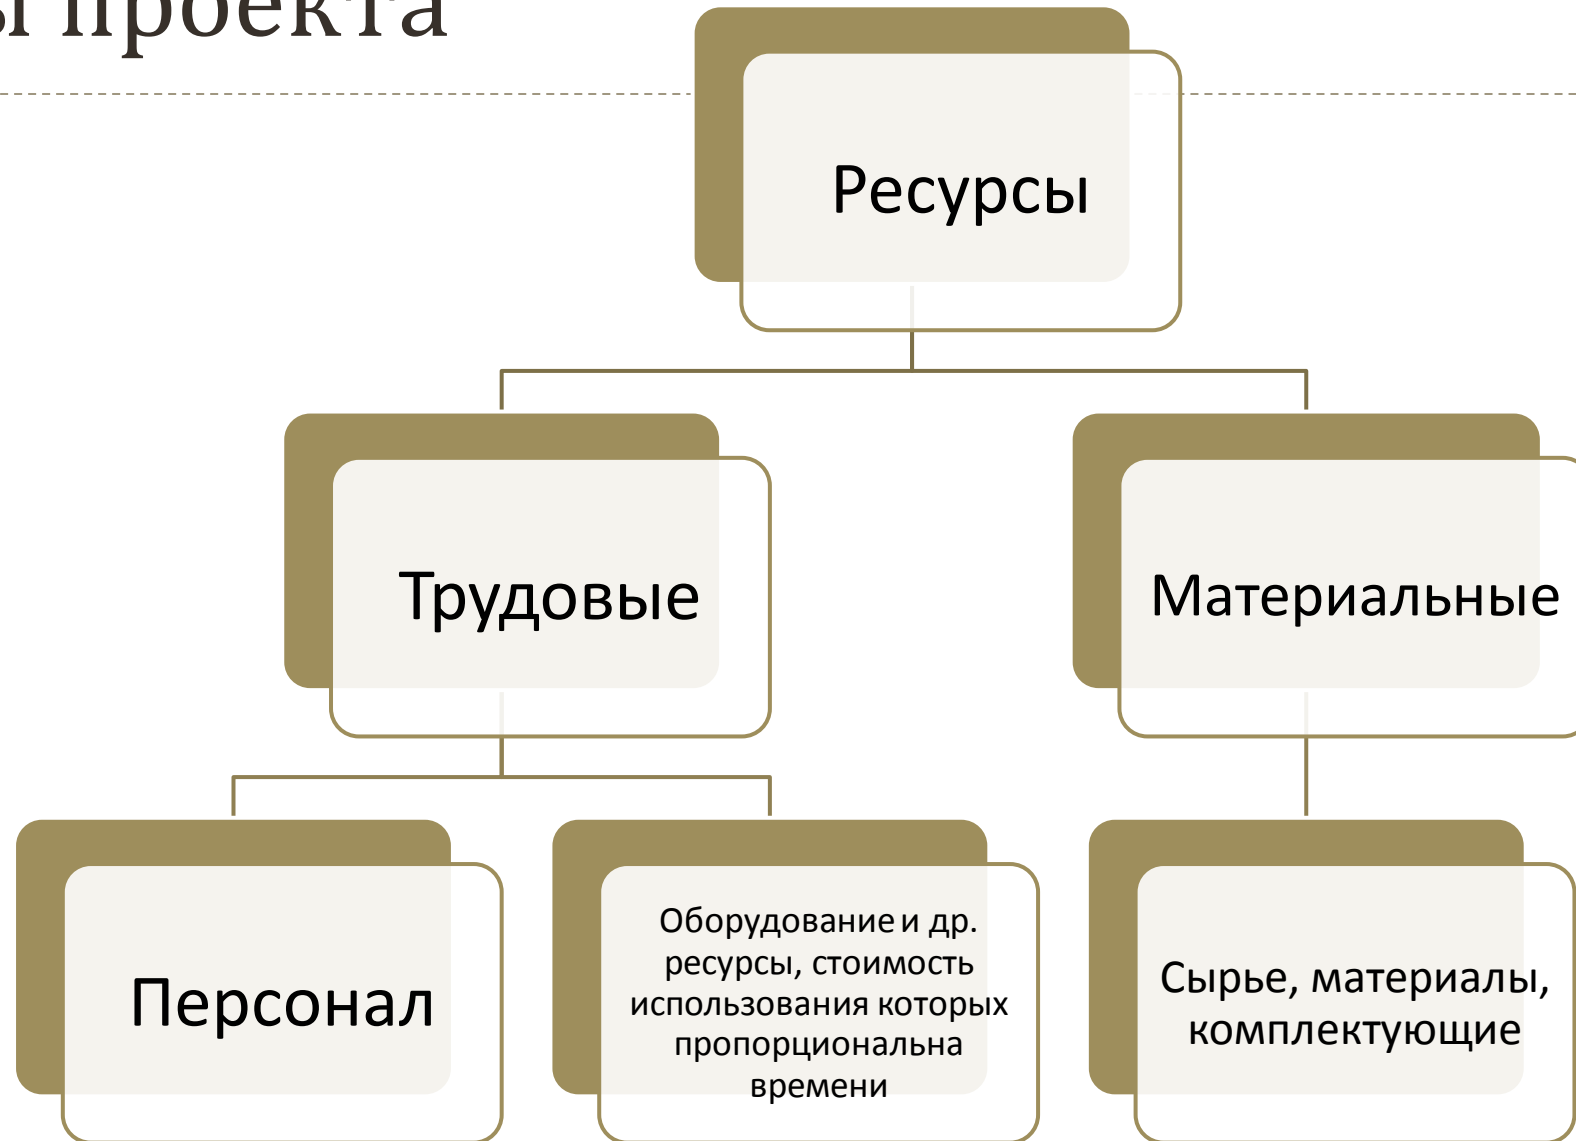 проекта
Ресурсы
Трудовые
Материальные
Персонал
Оборудование и др.
ресурсы, стоимость
использования которых
пропорциональна
времени
Сырье, материалы,
комплектующие